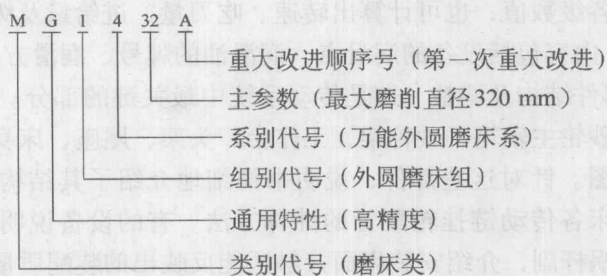 M G 1 4 32 A
重大改进顺序号（第一次重大改进）
主参数（最大磨削直径320 mm）
系别代号（万能外圆磨床系）
组别代号（外圆磨床组）
通用特性（高精度）
类别代号（磨床类）